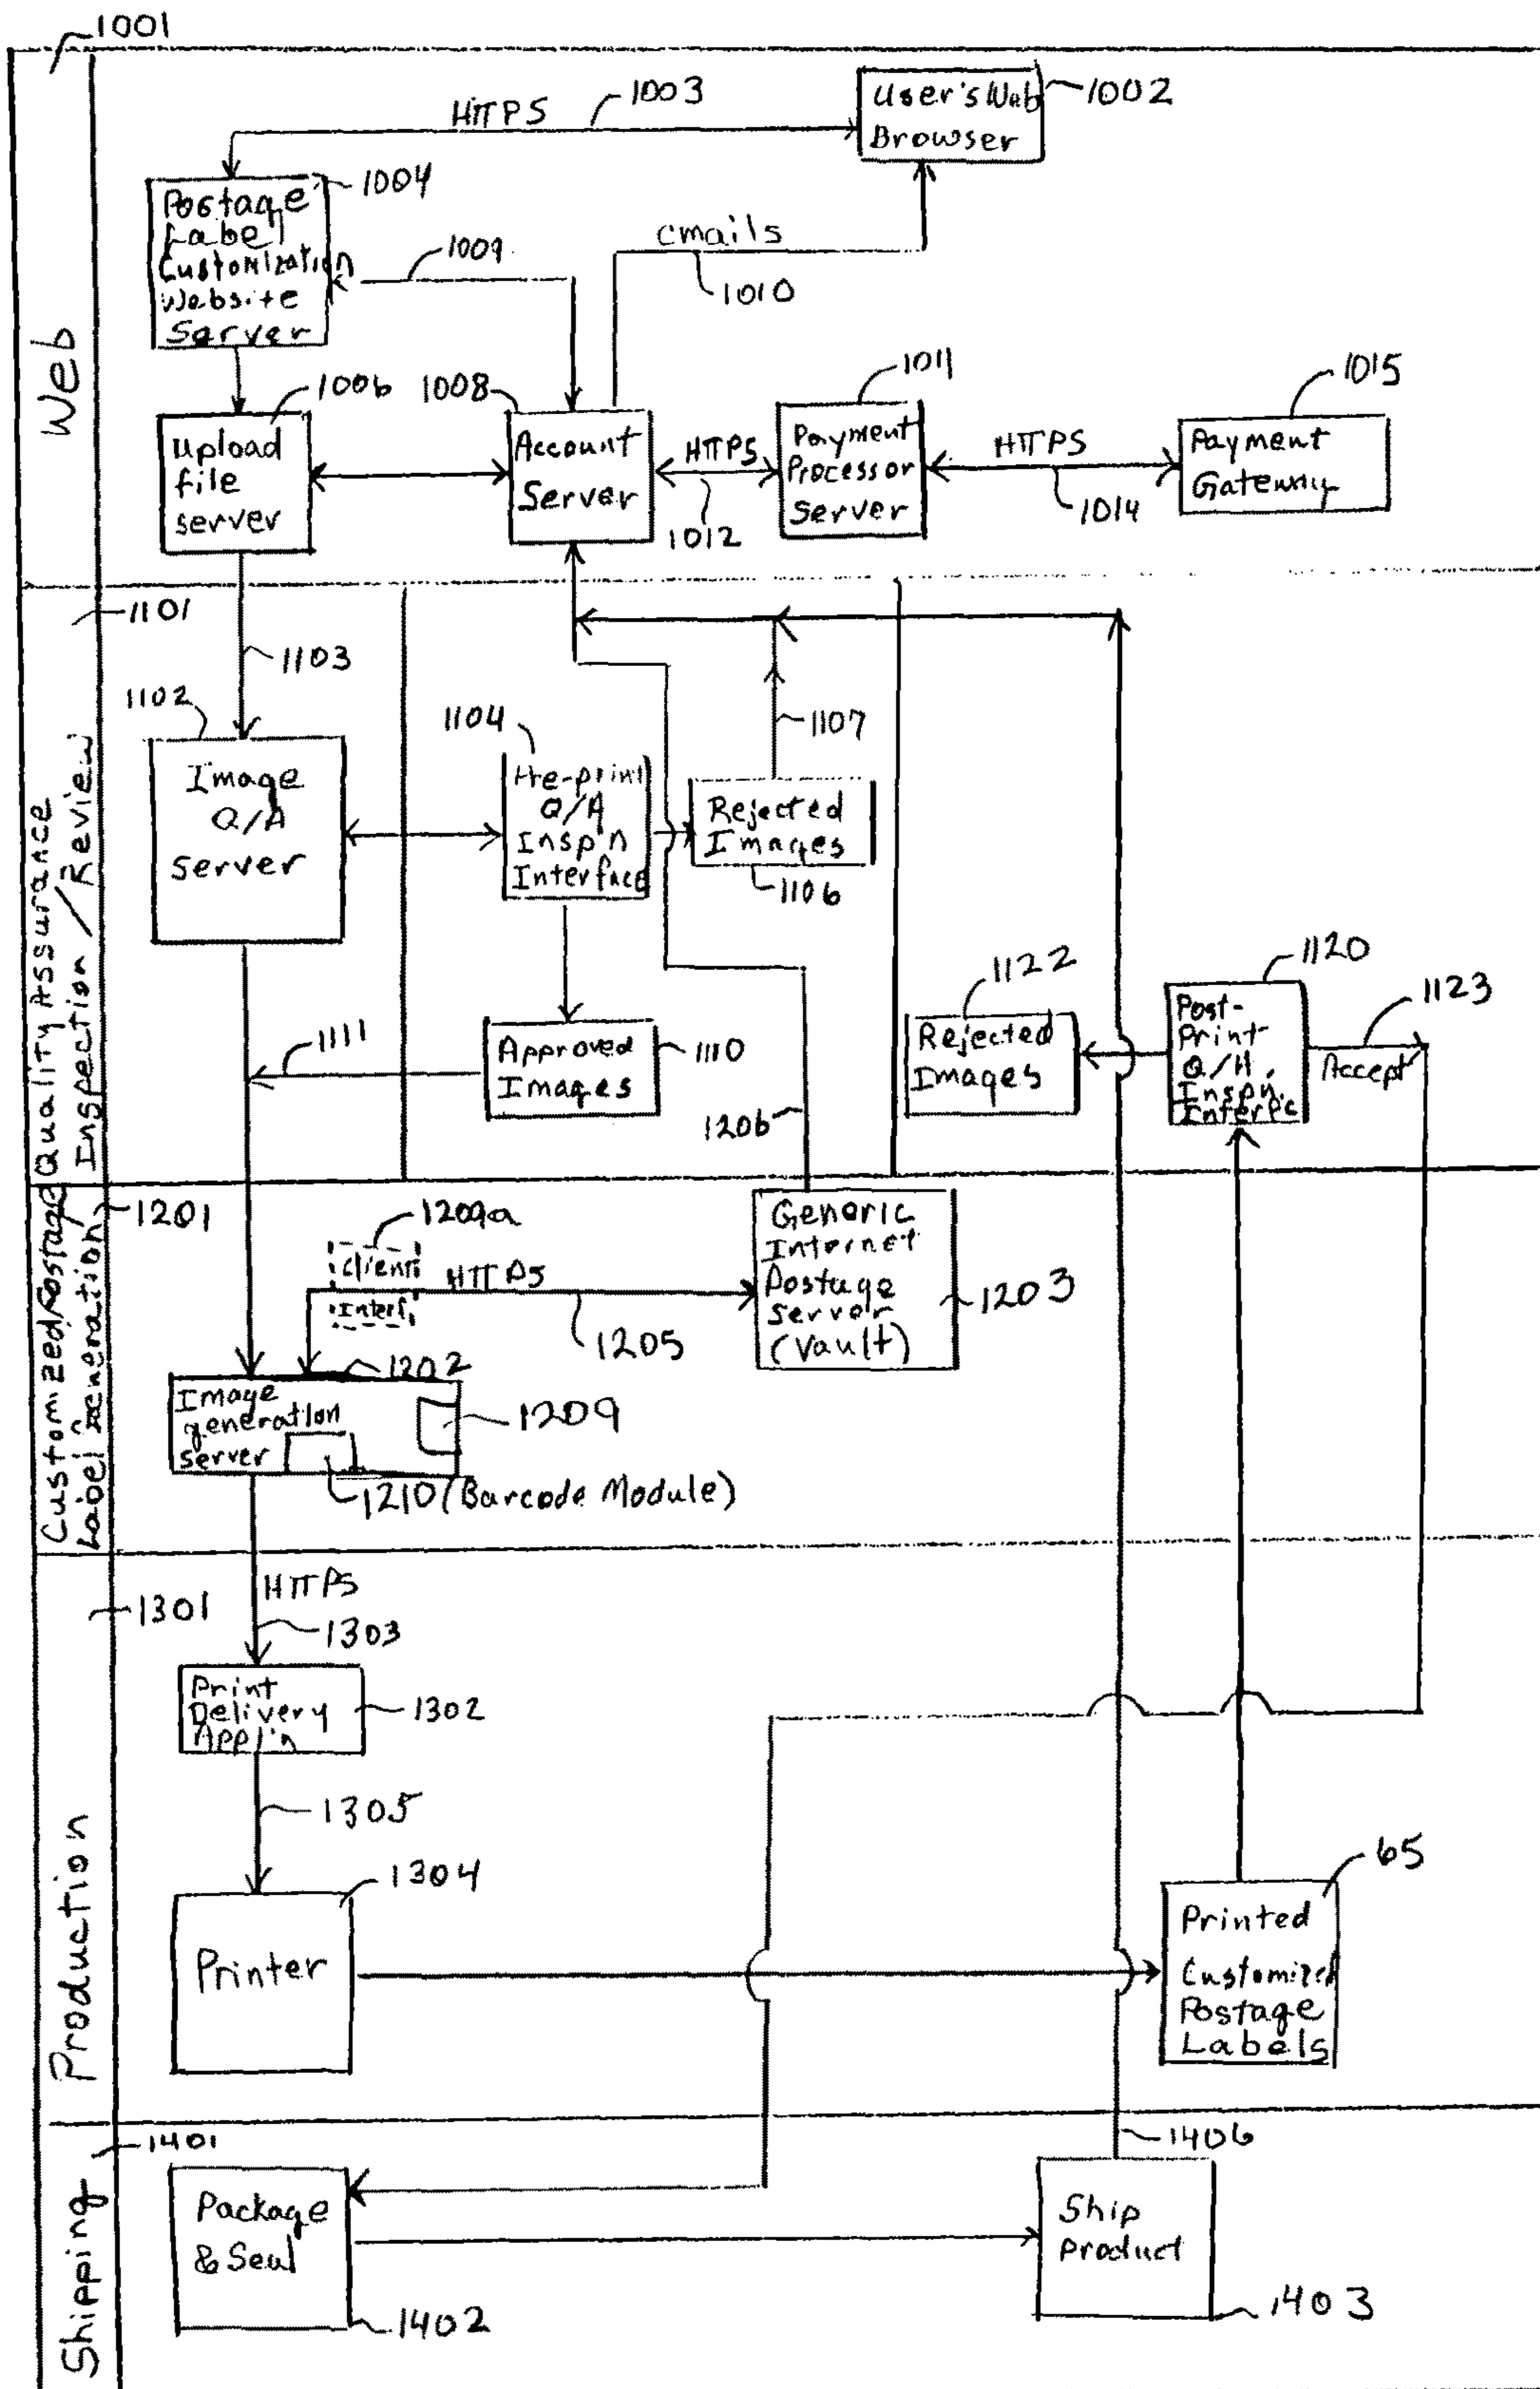 1001
HTTPS
1003
User's Web
Browser
1002
Postage
Label
Customization
Website
Server
1004
1009
emails
1010
Web
Upload
file
server
1006
1008
Account
Server
HTTPS
1012
1011
Payment
Processor
Server
HTTPS
1014
1015
Payment
Gateway
1101
1103
Quality Assurance
Inspection / Review
1102
Image
Q/A
Server
1104
Pre-print
Q/A
Insp'n
Interface
1107
Rejected
Images
1106
1111
Approved
Images
1110
1206
1122
Rejected
Images
1120
Post-
Print
Q/A
Inspn.
1123
Accept
Customized Postage
Label Generation
1201
1209a
Client
Interf.
HTTPS
1205
Generic
Internet
Postage
server
(Vault)
1203
1202
Image
generation
server
1209
1210 (Barcode Module)
Production
1301
HTTPS
1303
Print
Delivery
Appl'n
1302
1305
1304
Printer
65
Printed
Customized
Postage
Labels
Shipping
1401
1406
Package
& Seal
1402
Ship
Product
1403